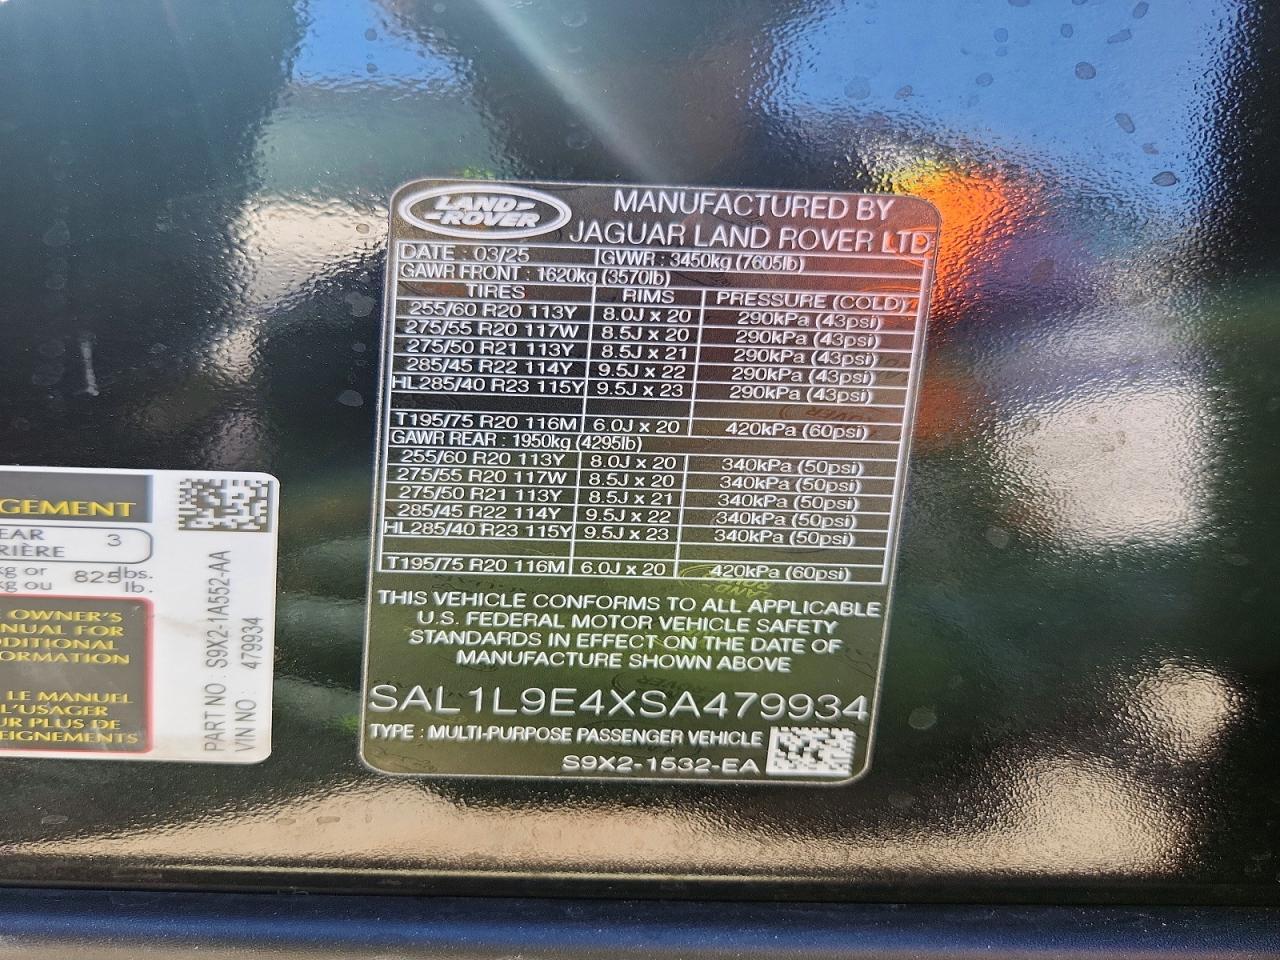 LAND-
-ROVER
MANUFACTURED BY
JAGUAR LAND ROVER LTD
DATE : 03/25 GVWR : 3450kg (7605lb)
GAWR FRONT : 1620kg (3570lb)
TIRES RIMS PRESSURE (COLD)
255/60 R20 113Y 8.0J x 20 290kPa (43psi)
275/55 R20 117W 8.5J x 20 290kPa (43psi)
275/50 R21 113Y 8.5J x 21 290kPa (43psi)
285/45 R22 114Y 9.5J x 22 290kPa (43psi)
HL285/40 R23 115Y 9.5J x 23 290kPa (43psi)
T195/75 R20 116M 6.0J x 20 420kPa (60psi)
GAWR REAR : 1950kg (4295lb)
255/60 R20 113Y 8.0J x 20 340kPa (50psi)
275/55 R20 117W 8.5J x 20 340kPa (50psi)
275/50 R21 113Y 8.5J x 21 340kPa (50psi)
285/45 R22 114Y 9.5J x 22 340kPa (50psi)
HL285/40 R23 115Y 9.5J x 23 340kPa (50psi)
T195/75 R20 116M 6.0J x 20 420kPa (60psi)
THIS VEHICLE CONFORMS TO ALL APPLICABLE
U.S. FEDERAL MOTOR VEHICLE SAFETY
STANDARDS IN EFFECT ON THE DATE OF
MANUFACTURE SHOWN ABOVE
SAL1L9E4XSA479934
TYPE : MULTI-PURPOSE PASSENGER VEHICLE
S9X2-1532-EA
GEMENT
EAR 3
RIÈRE
kg or 825 lbs.
kg ou lb.
OWNER'S
NUAL FOR
DDITIONAL
ORMATION
LE MANUEL
L'USAGER
UR PLUS DE
EIGNEMENTS
PART NO : S9X2-1A552-AA
VIN NO : 479934